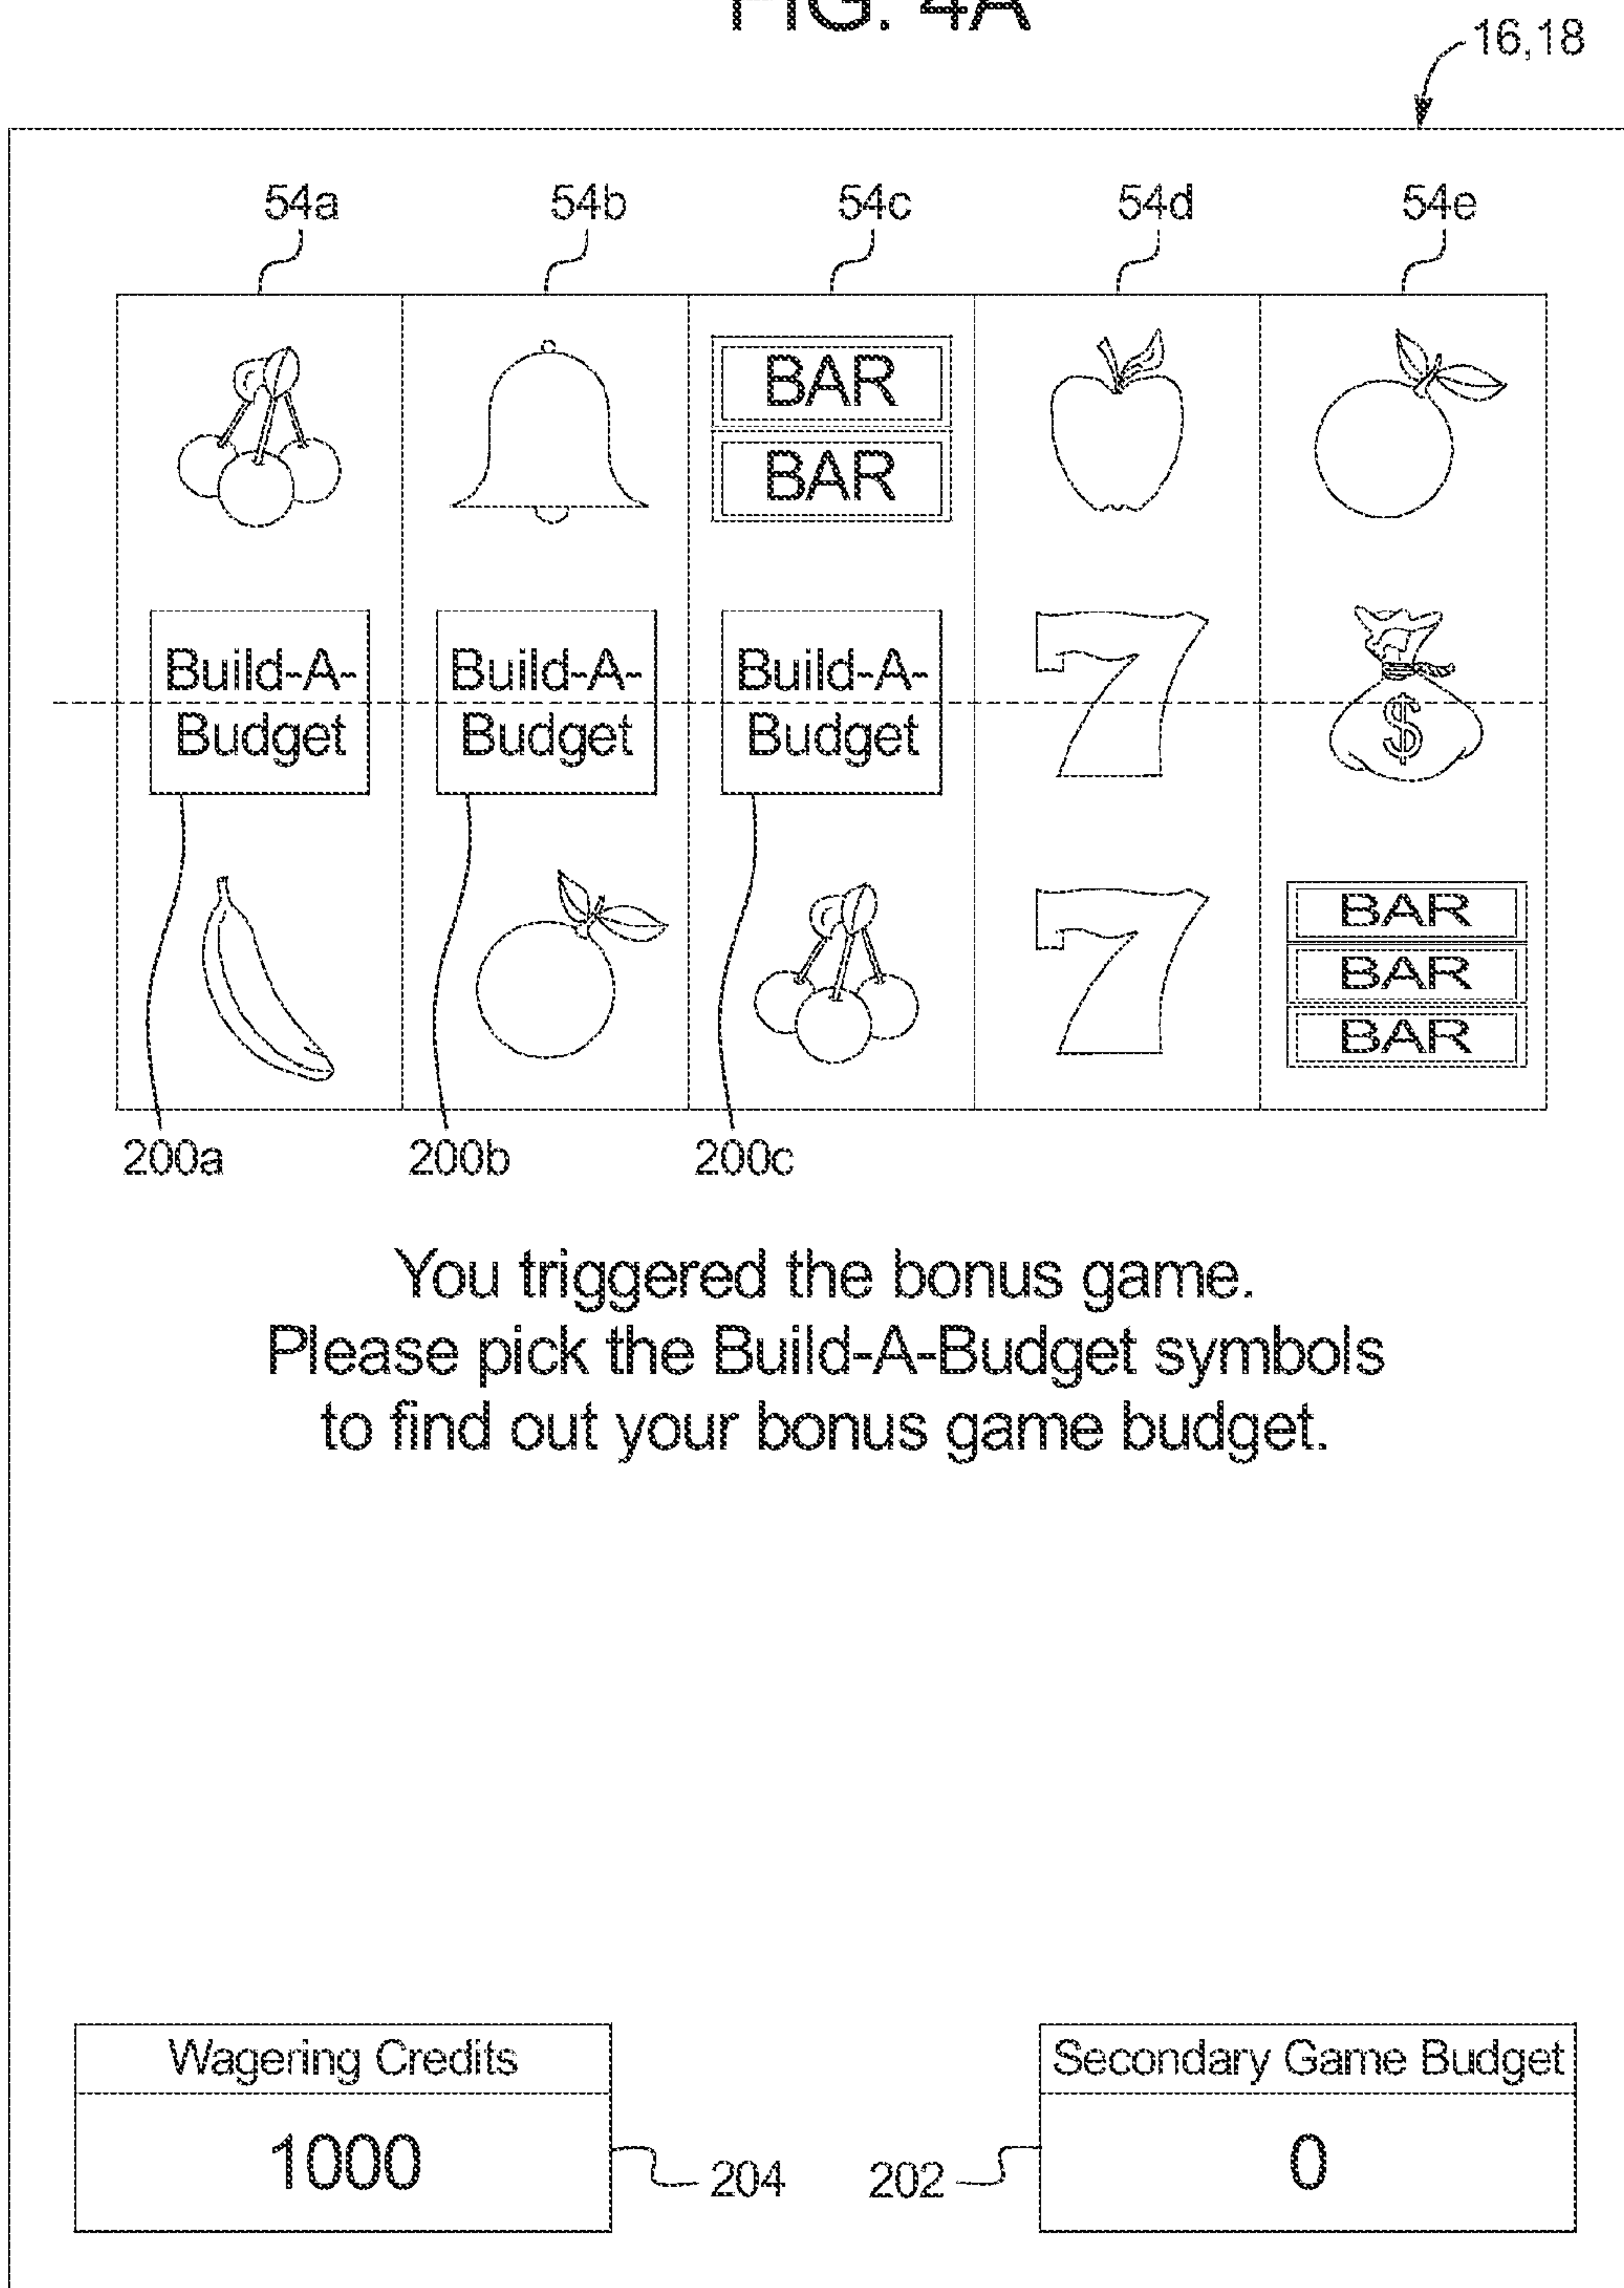 FIG. 4A
16,18
54a 54b 54c 54d 54e
BAR
BAR
Build-A- Build-A- Build-A-
Budget Budget Budget
7
$
7
BAR
BAR
BAR
200a 200b 200c
You triggered the bonus game.
Please pick the Build-A-Budget symbols
to find out your bonus game budget.
Wagering Credits
1000
204
202
Secondary Game Budget
0